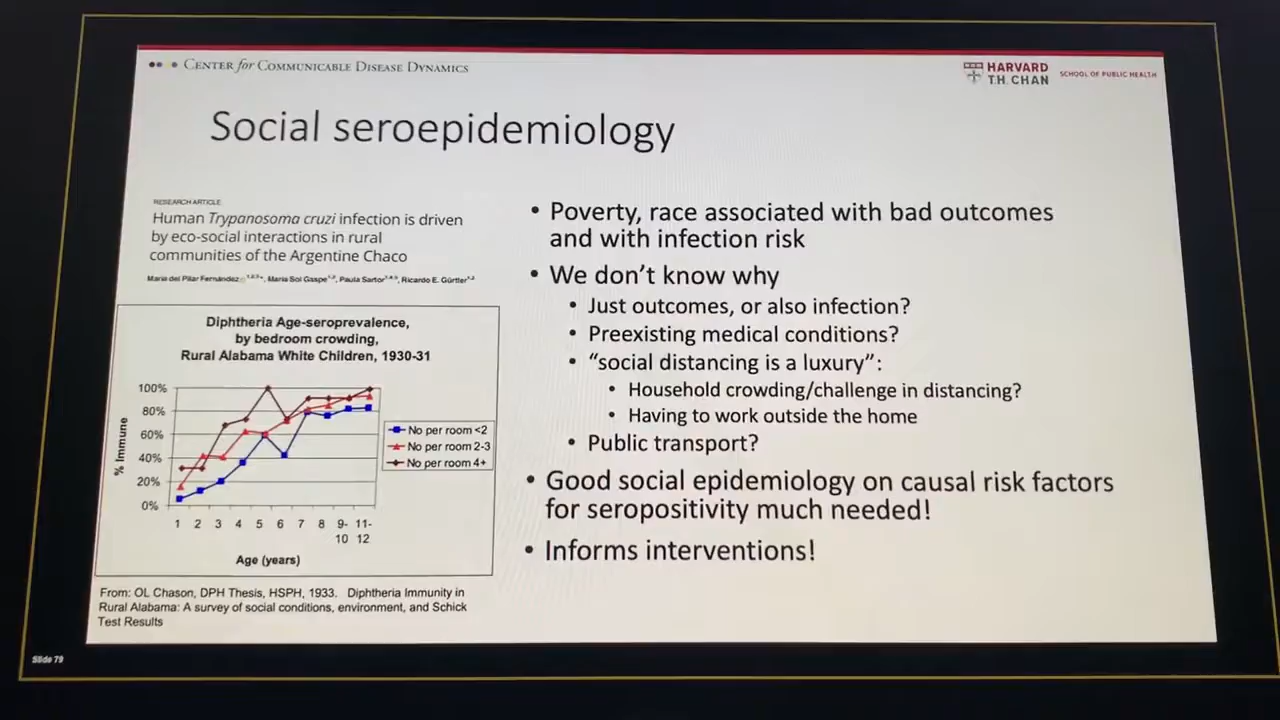 CENTER for COMMUNICABLE DISEASE DYNAMICS
HARVARD
T.H. CHAN
SCHOOL OF PUBLIC HEALTH
Social seroepidemiology
RESEARCH ARTICLE
Human Trypanosoma cruzi infection is driven
by eco-social interactions in rural
communities of the Argentine Chaco
María del Pilar Fernández, María Sol Gaspe, Paula Sartor, Ricardo E. Gürtler
Diphtheria Age-seroprevalence,
by bedroom crowding,
Rural Alabama White Children, 1930-31
100%
80%
60%
40%
20%
0%
% Immune
1 2 3 4 5 6 7 8 9- 11-
10 12
Age (years)
No per room <2
No per room 2-3
No per room 4+
From: OL Chason, DPH Thesis, HSPH, 1933. Diphtheria Immunity in
Rural Alabama: A survey of social conditions, environment, and Schick
Test Results
• Poverty, race associated with bad outcomes
and with infection risk
• We don’t know why
• Just outcomes, or also infection?
• Preexisting medical conditions?
• “social distancing is a luxury”:
• Household crowding/challenge in distancing?
• Having to work outside the home
• Public transport?
• Good social epidemiology on causal risk factors
for seropositivity much needed!
• Informs interventions!
Slide 79